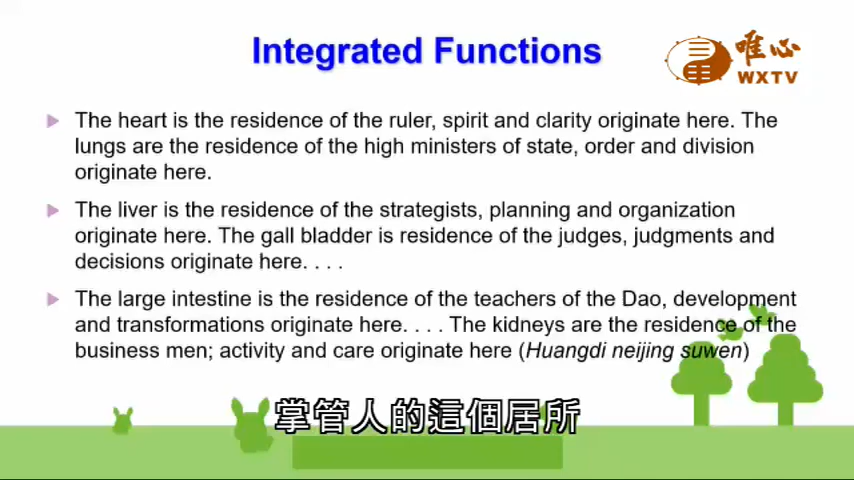 Integrated Functions
唯心
WXTV
The heart is the residence of the ruler, spirit and clarity originate here. The
lungs are the residence of the high ministers of state, order and division
originate here.
The liver is the residence of the strategists, planning and organization
originate here. The gall bladder is residence of the judges, judgments and
decisions originate here. . . .
The large intestine is the residence of the teachers of the Dao, development
and transformations originate here. . . . The kidneys are the residence of the
business men; activity and care originate here (Huangdi neijing suwen)
掌管人的這個居所